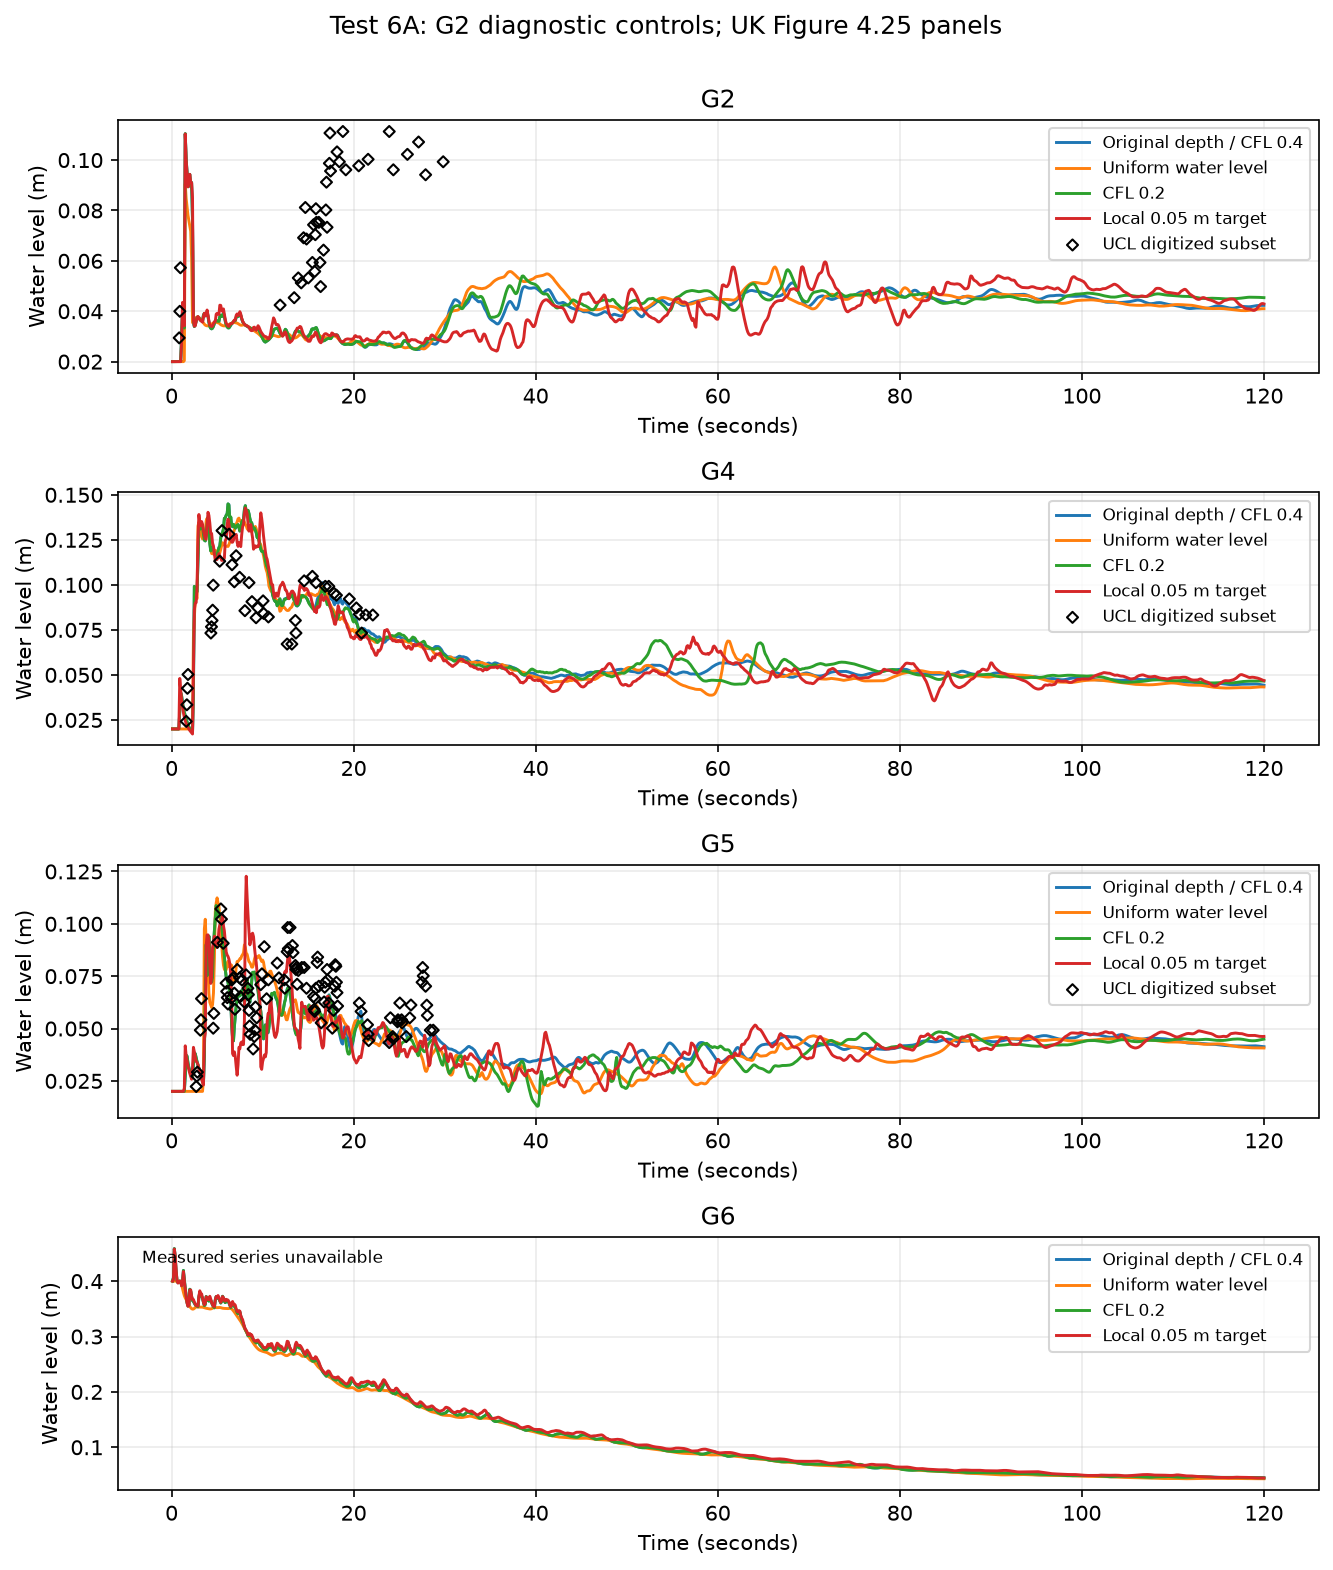 Test 6A: G2 diagnostic controls; UK Figure 4.25 panels
G2
Water level (m)
0.10
0.08
0.06
0.04
0.02
Original depth / CFL 0.4
Uniform water level
CFL 0.2
Local 0.05 m target
UCL digitized subset
0 20 40 60 80 100 120
Time (seconds)
G4
Water level (m)
0.150
0.125
0.100
0.075
0.050
0.025
Original depth / CFL 0.4
Uniform water level
CFL 0.2
Local 0.05 m target
UCL digitized subset
0 20 40 60 80 100 120
Time (seconds)
G5
Water level (m)
0.125
0.100
0.075
0.050
0.025
Original depth / CFL 0.4
Uniform water level
CFL 0.2
Local 0.05 m target
UCL digitized subset
0 20 40 60 80 100 120
Time (seconds)
G6
Water level (m)
Measured series unavailable
0.4
0.3
0.2
0.1
Original depth / CFL 0.4
Uniform water level
CFL 0.2
Local 0.05 m target
0 20 40 60 80 100 120
Time (seconds)